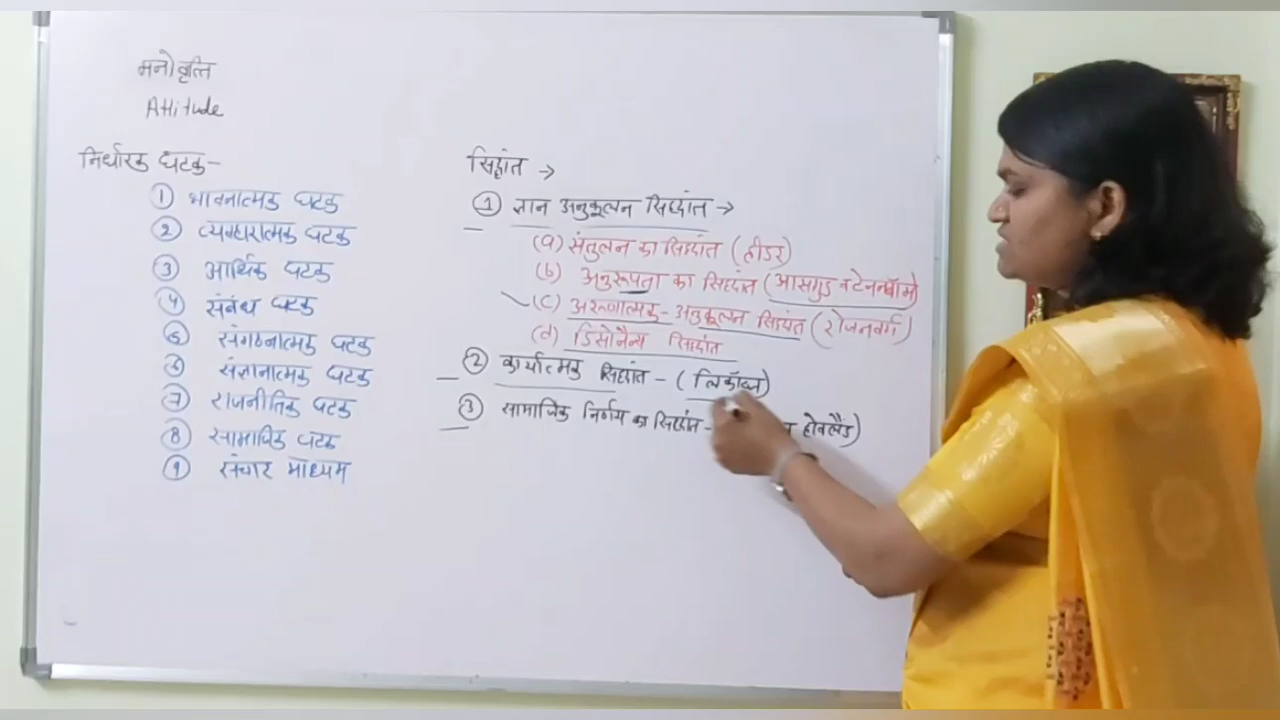 मनोवृत्ति
Attitude
निर्धारक घटक-
① भावनात्मक घटक
② व्यवहारात्मक घटक
③ आर्थिक घटक
④ संबंध घटक
⑤ संगठनात्मक घटक
⑥ संज्ञानात्मक घटक
⑦ राजनीतिक घटक
⑧ सामाजिक घटक
⑨ संचार माध्यम
सिद्धांत →
① ज्ञान अनुकूलन सिद्धांत →
(a) संतुलन का सिद्धांत (हीडर)
(b) अनुरूपता का सिद्धांत (आसगुड व टेननबॉम)
(c) अरूणात्मक - अनुकूलन सिद्धांत (रोजनबर्ग)
(d) डिसोनैन्स सिद्धांत
② कार्यात्मक सिद्धांत - (
③ सामाजिक निर्णय का सिद्धांत - होवलैंड)